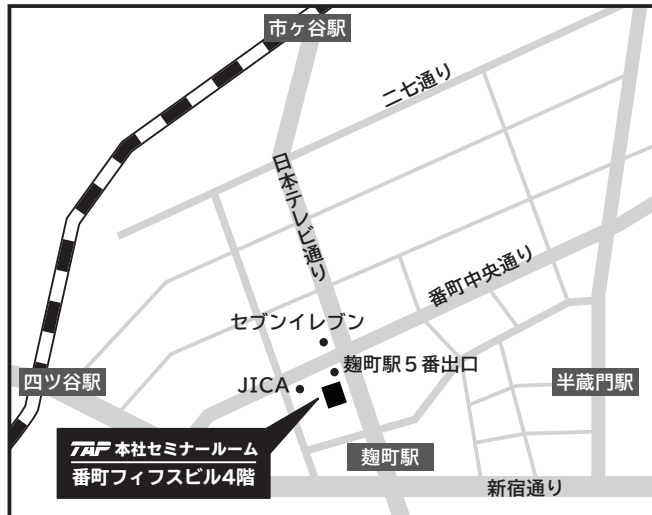 市ヶ谷駅
二七通り
日本テレビ通り
番町中央通り
セブンイレブン
麹町駅5番出口
四ツ谷駅
JICA
半蔵門駅
TAP 本社セミナールーム
番町フィフスビル4階
麹町駅
新宿通り